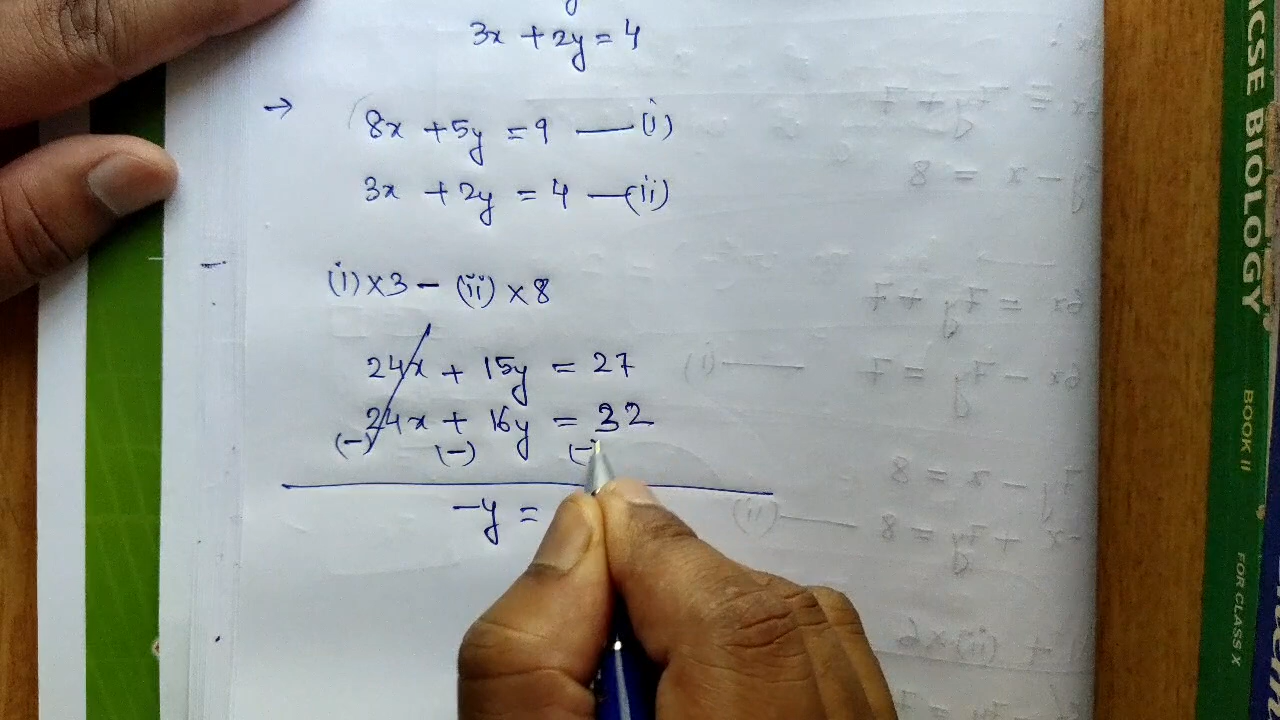 3x + 2y = 4
→ 8x + 5y = 9 — (i)
3x + 2y = 4 — (ii)
(i) × 3 − (ii) × 8
24x + 15y = 27
24x + 16y = 32
(−) (−) (−
−y =
ICSE BIOLOGY
BOOK II
FOR CLASS X